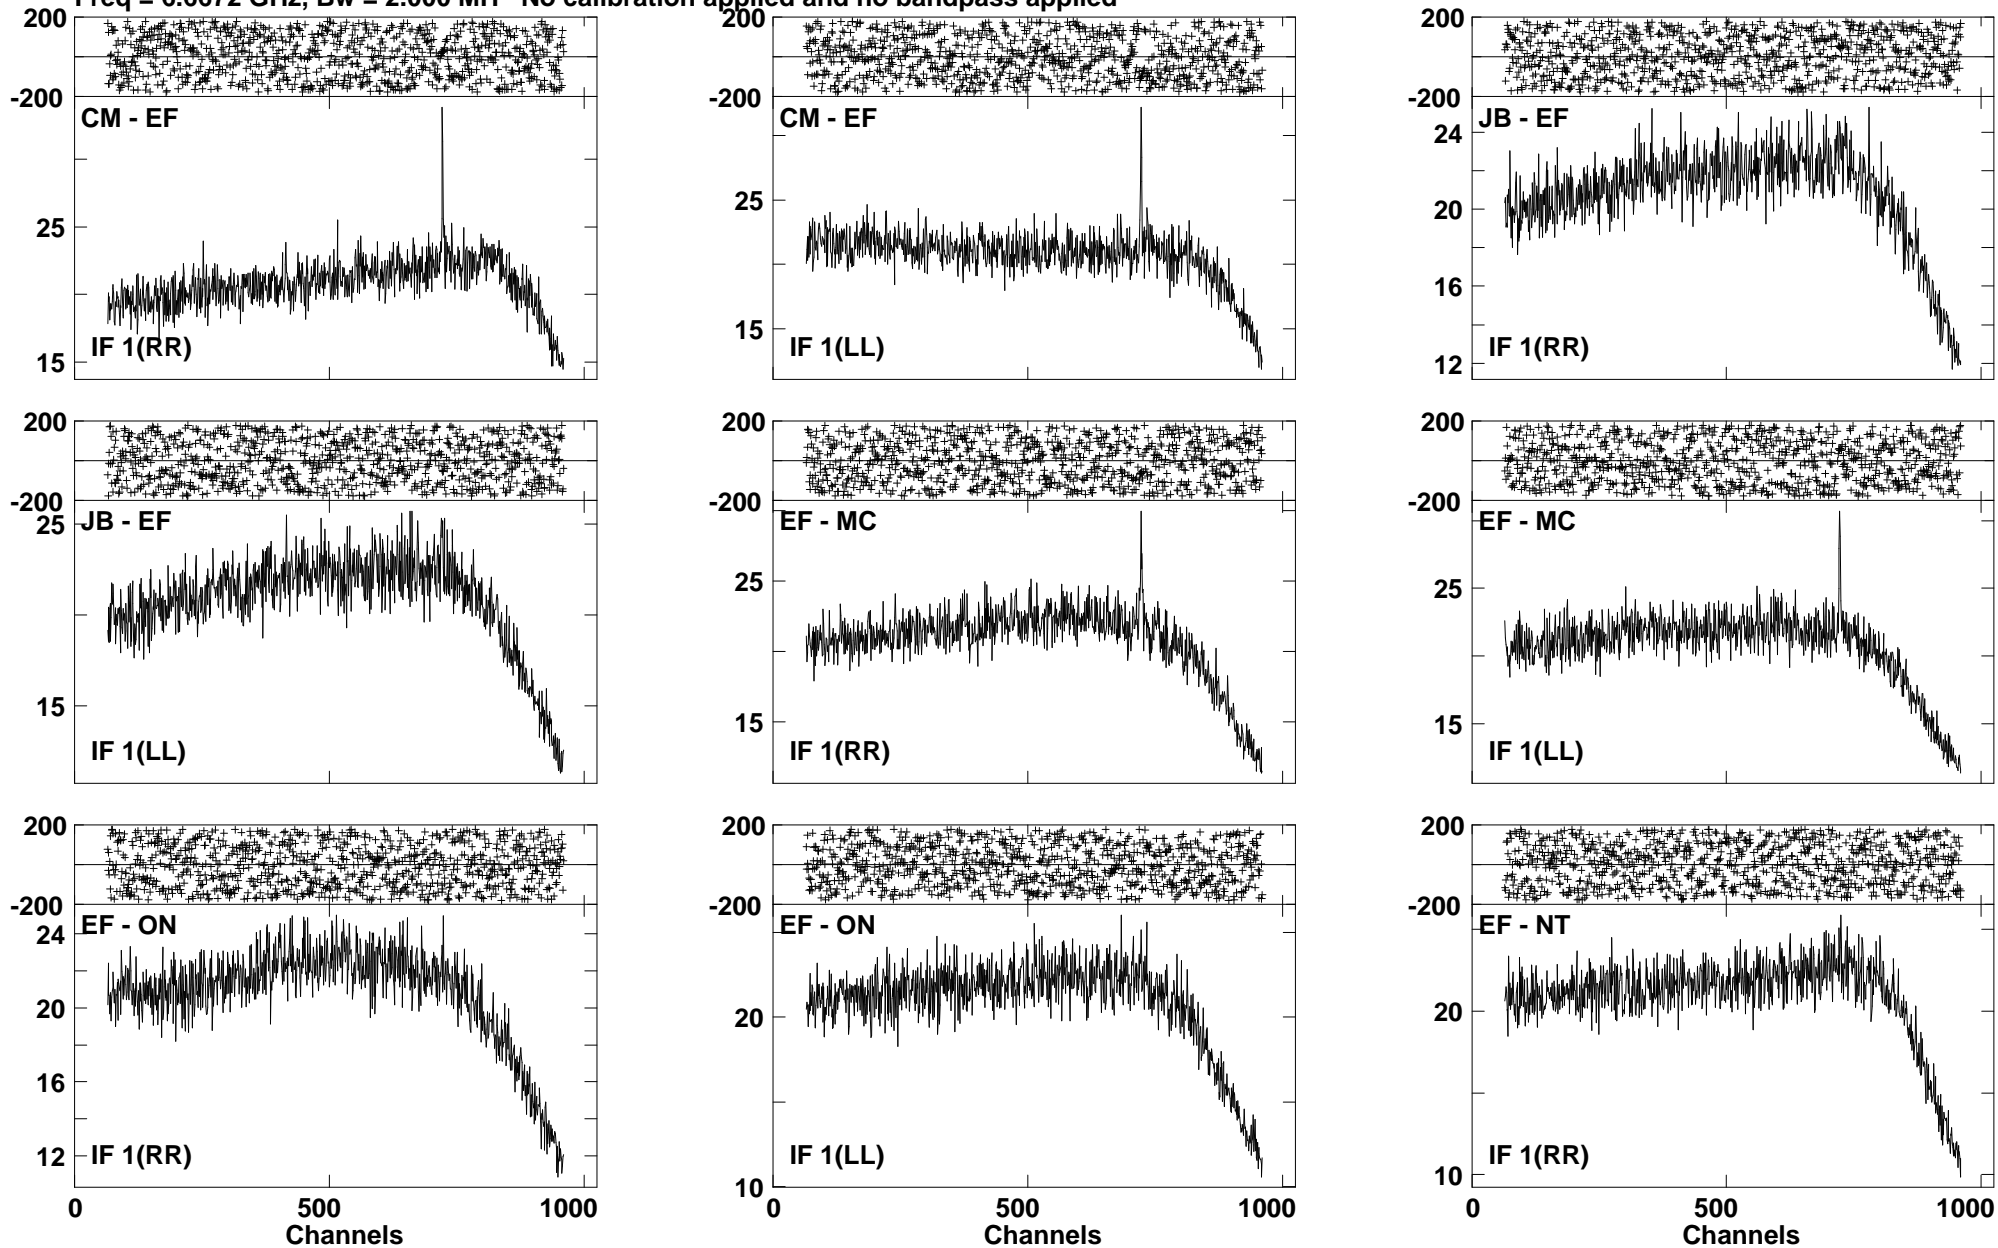 Freq = 6.6672 GHz, Bw = 2.000 MH No calibration applied and no bandpass applied
200 200 200
-200 -200 -200
CM - EF CM - EF JB - EF
24
25 25 20
16
15 15 12
IF 1(RR) IF 1(LL) IF 1(RR)
200 200 200
-200 -200 -200
JB - EF EF - MC EF - MC
25 25 25
15 15 15
IF 1(LL) IF 1(RR) IF 1(LL)
200 200 200
-200 -200 -200
EF - ON EF - ON EF - NT
24
20 20 20
16
12 10 10
IF 1(RR) IF 1(LL) IF 1(RR)
0 500 1000 0 500 1000 0 500 1000
Channels Channels Channels